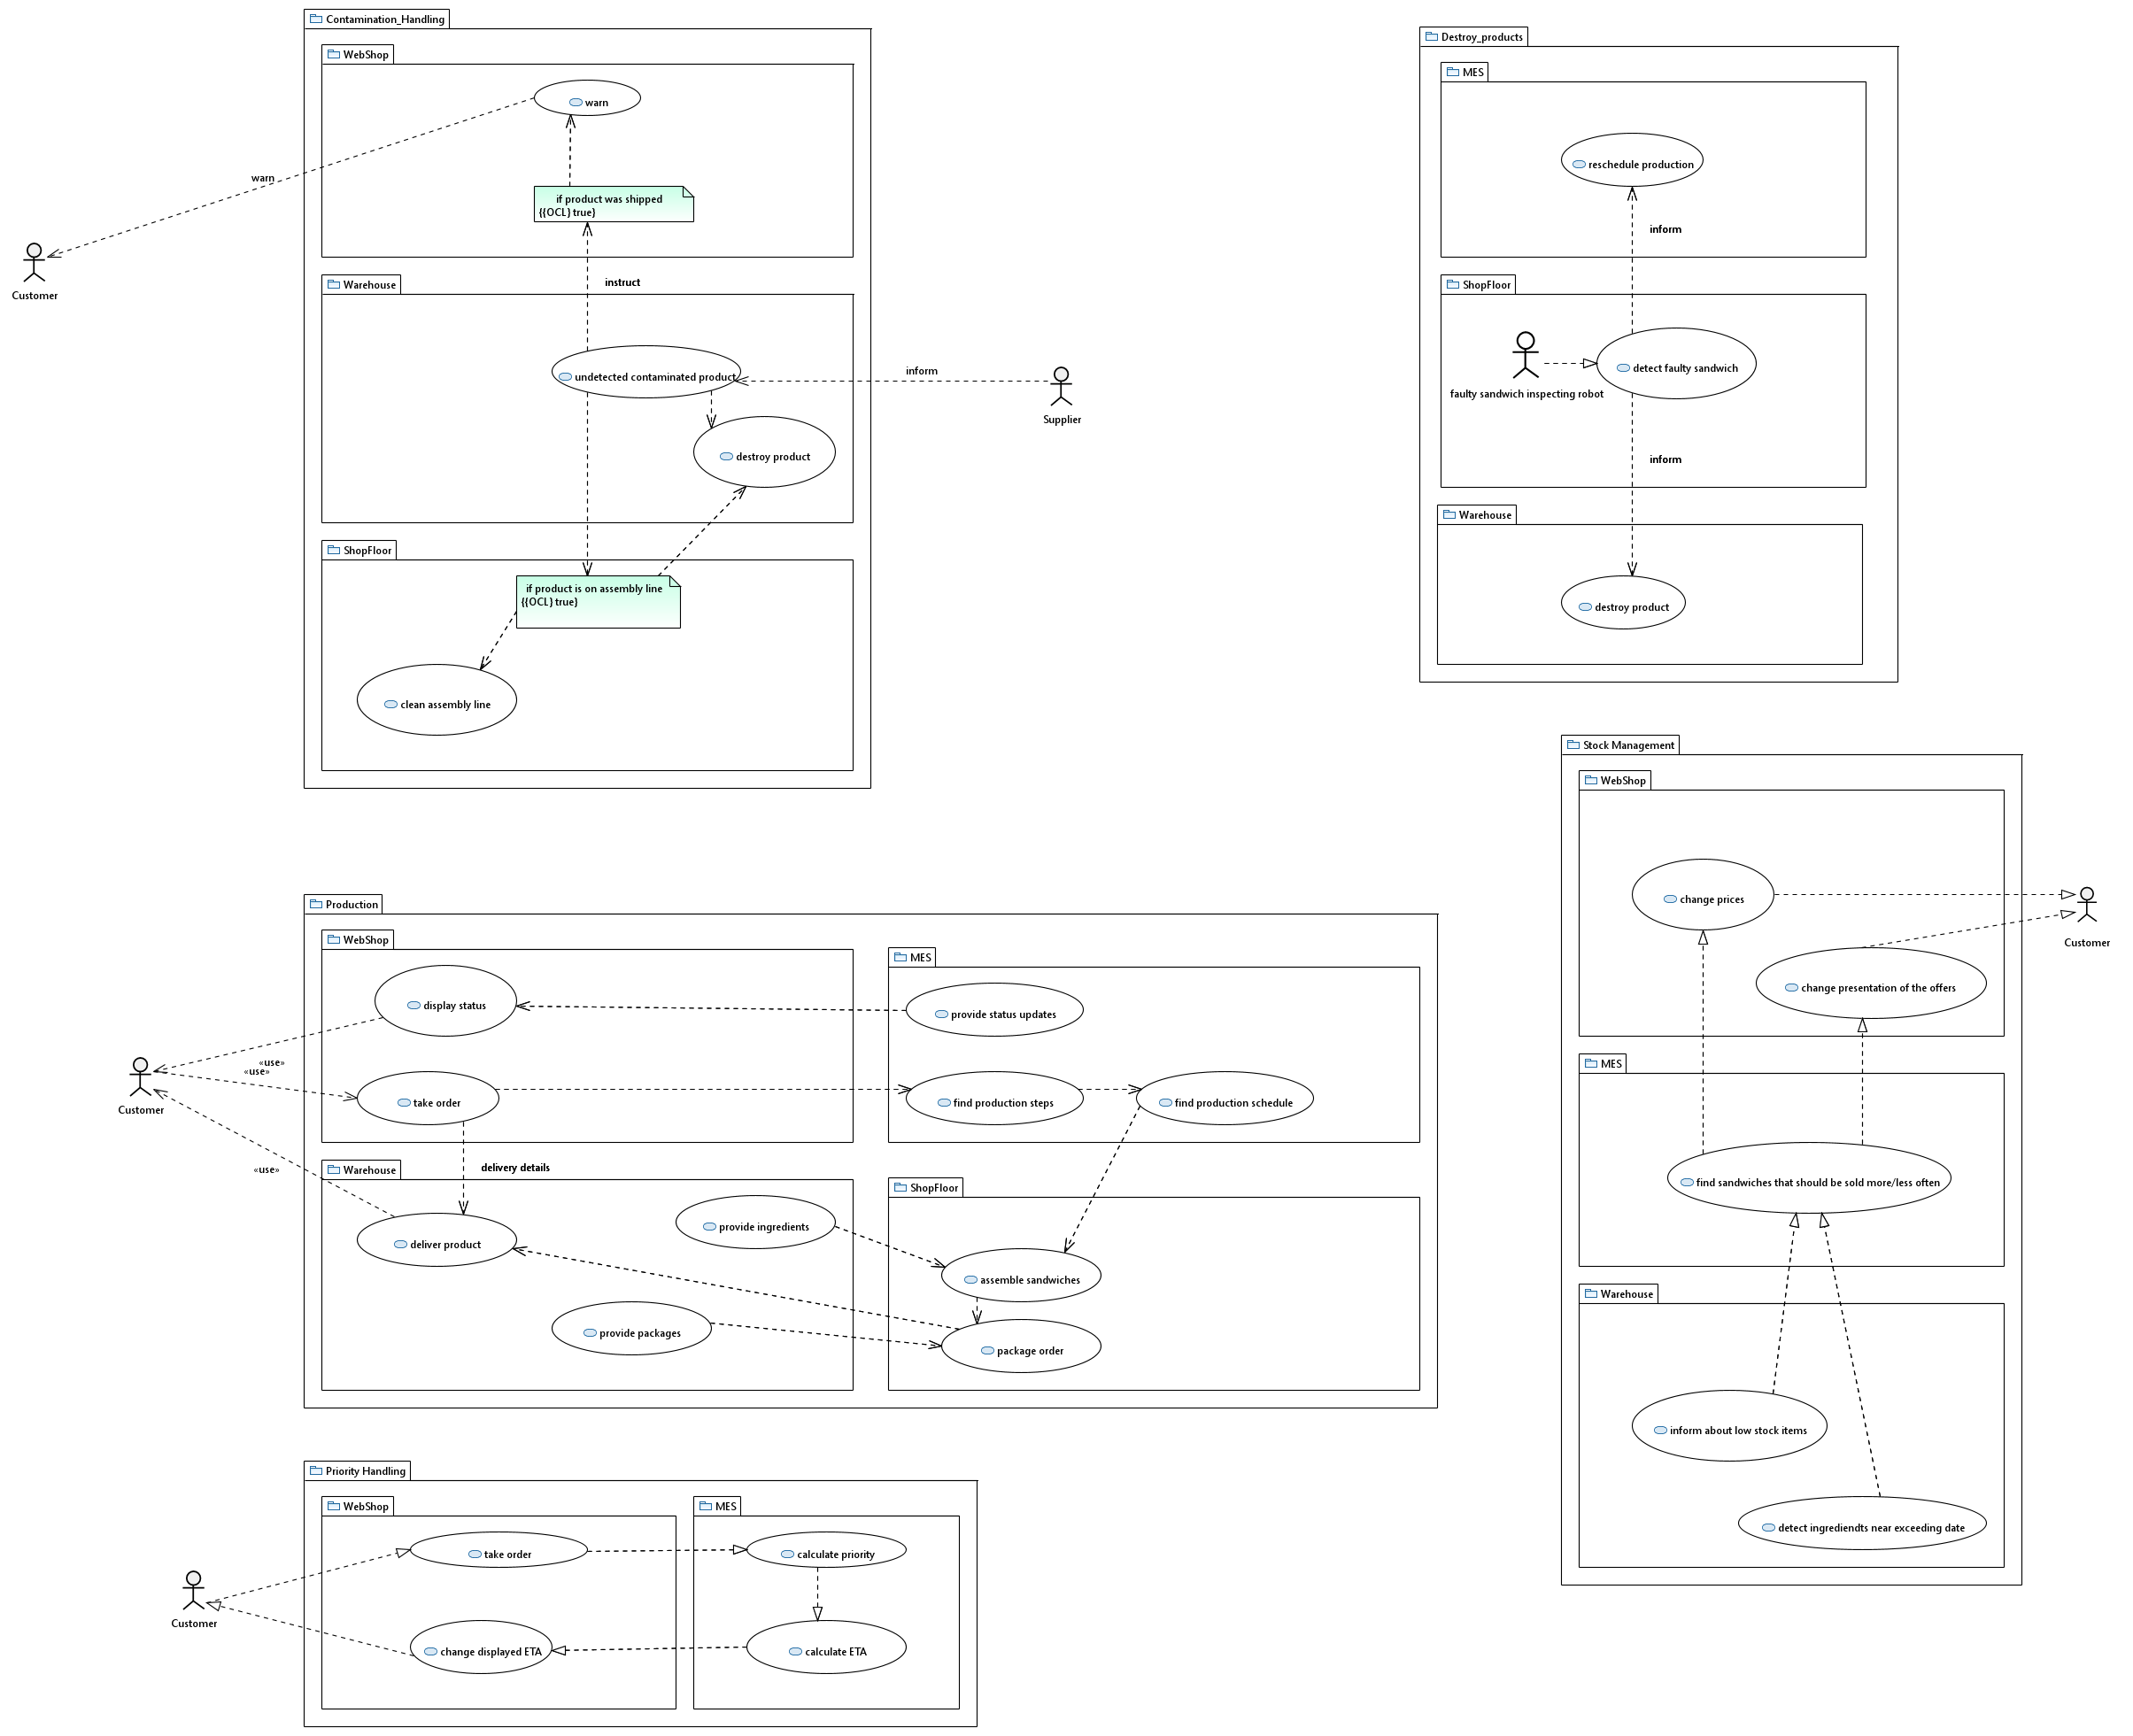 Contamination_Handling
WebShop
warn
warn
if product was shipped
{{OCL} true}
Customer
Warehouse
instruct
undetected contaminated product
inform
Supplier
destroy product
ShopFloor
if product is on assembly line
{{OCL} true}
clean assembly line
Destroy_products
MES
reschedule production
inform
ShopFloor
detect faulty sandwich
faulty sandwich inspecting robot
inform
Warehouse
destroy product
Stock Management
WebShop
change prices
Customer
change presentation of the offers
MES
find sandwiches that should be sold more/less often
Warehouse
inform about low stock items
detect ingrediendts near exceeding date
Production
WebShop
MES
display status
provide status updates
«use»
«use»
Customer
take order
find production steps
find production schedule
«use»
Warehouse
delivery details
ShopFloor
provide ingredients
deliver product
assemble sandwiches
provide packages
package order
Priority Handling
WebShop
MES
take order
calculate priority
Customer
change displayed ETA
calculate ETA